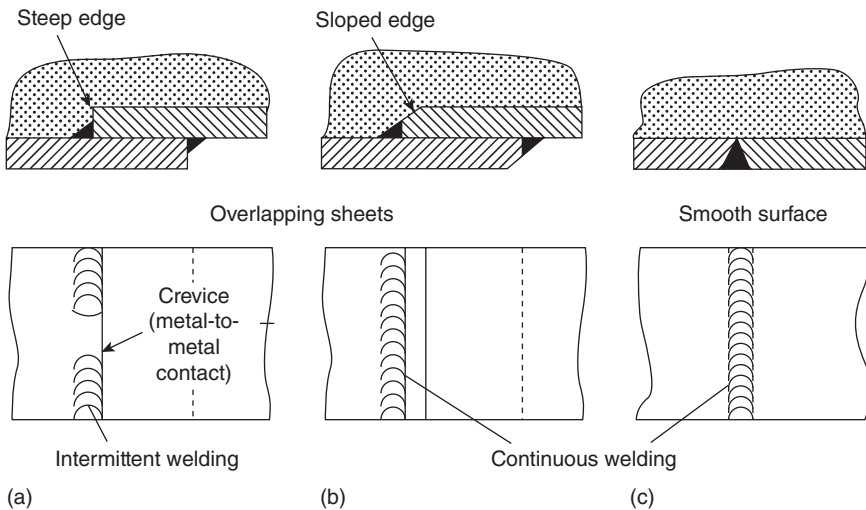 Steep edge
Sloped edge
Overlapping sheets
Smooth surface
Crevice
(metal-to-
metal
contact)
Intermittent welding
Continuous welding
(a)
(b)
(c)